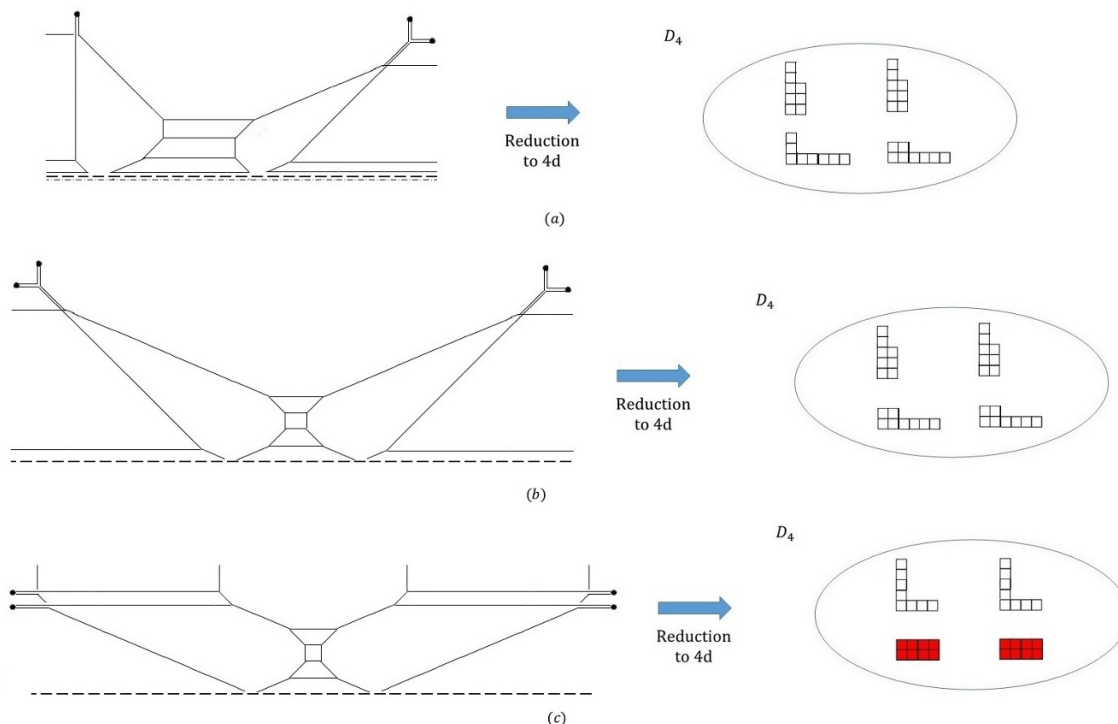 D₄
Reduction
to 4d
(a)
D₄
Reduction
to 4d
(b)
D₄
Reduction
to 4d
(c)